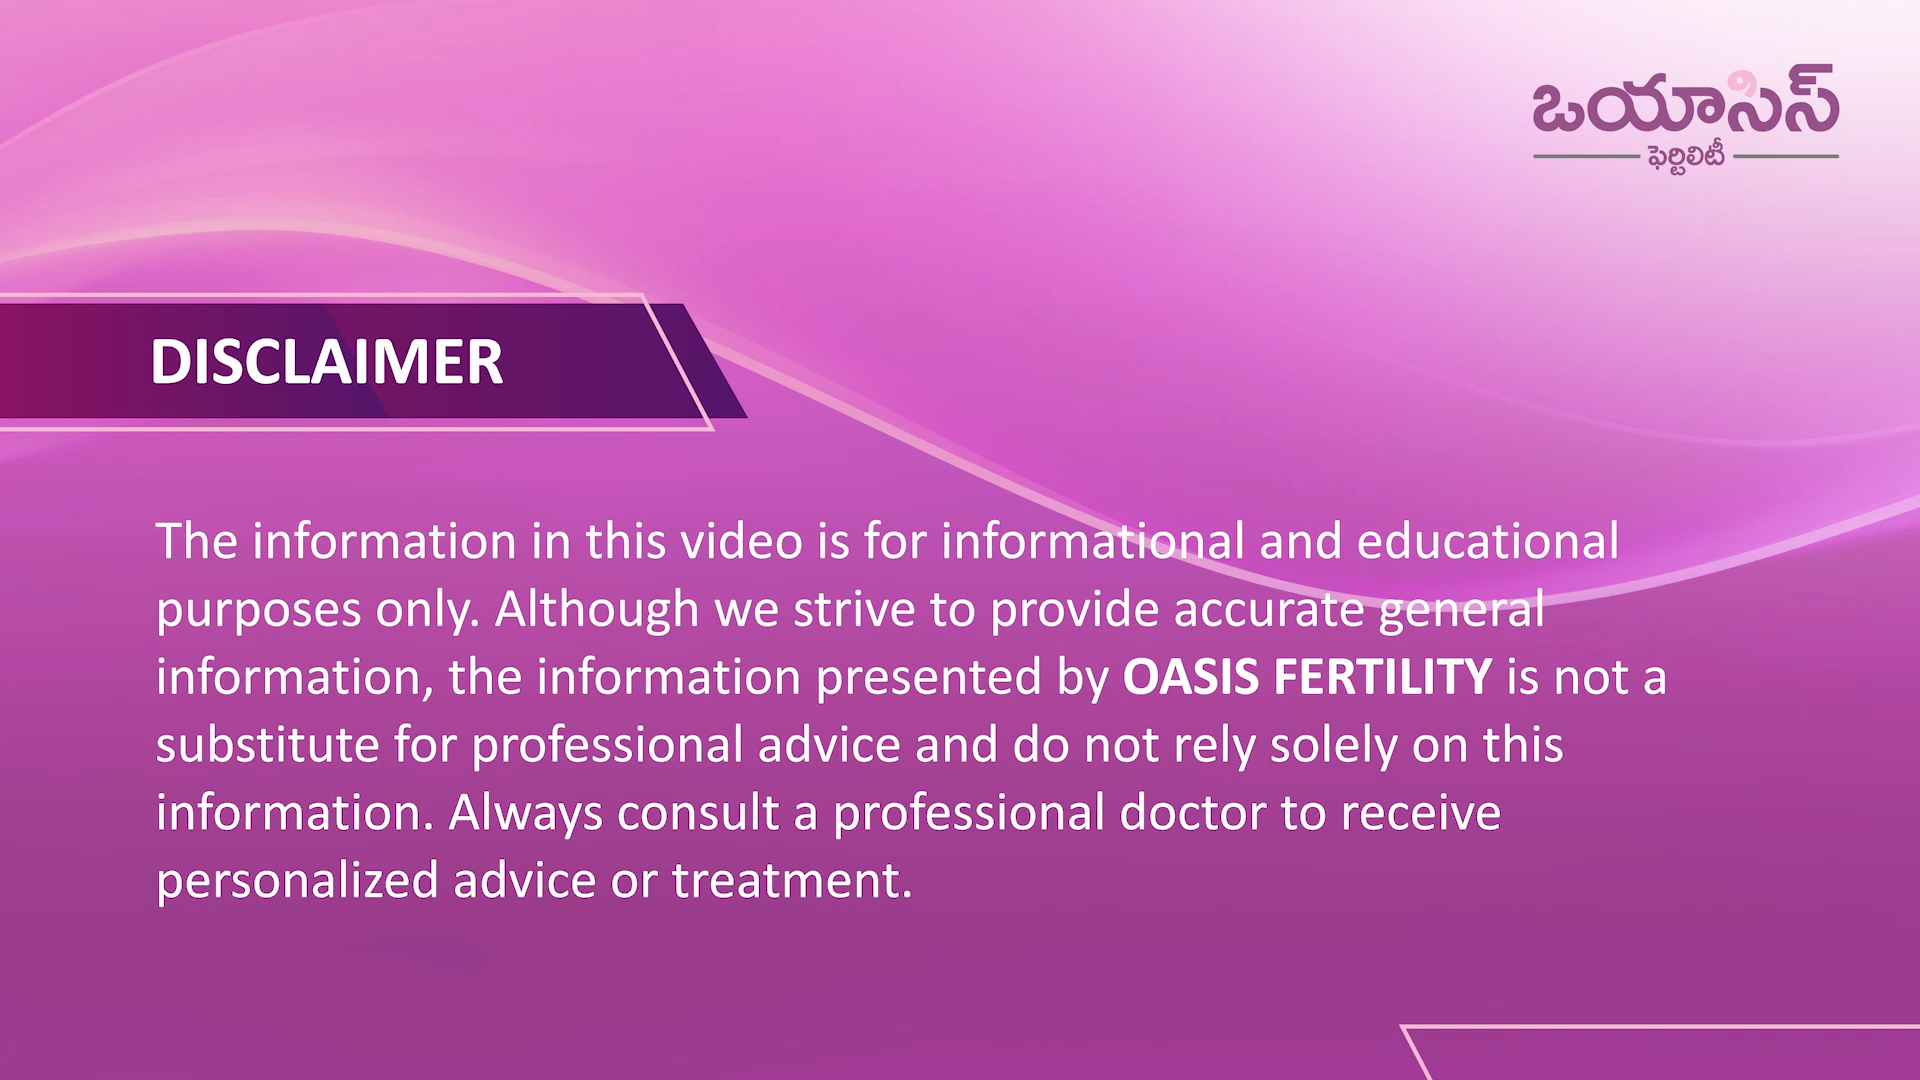 ఒయాసిస్
ఫెర్టిలిటీ
DISCLAIMER
The information in this video is for informational and educational
purposes only. Although we strive to provide accurate general
information, the information presented by OASIS FERTILITY is not a
substitute for professional advice and do not rely solely on this
information. Always consult a professional doctor to receive
personalized advice or treatment.